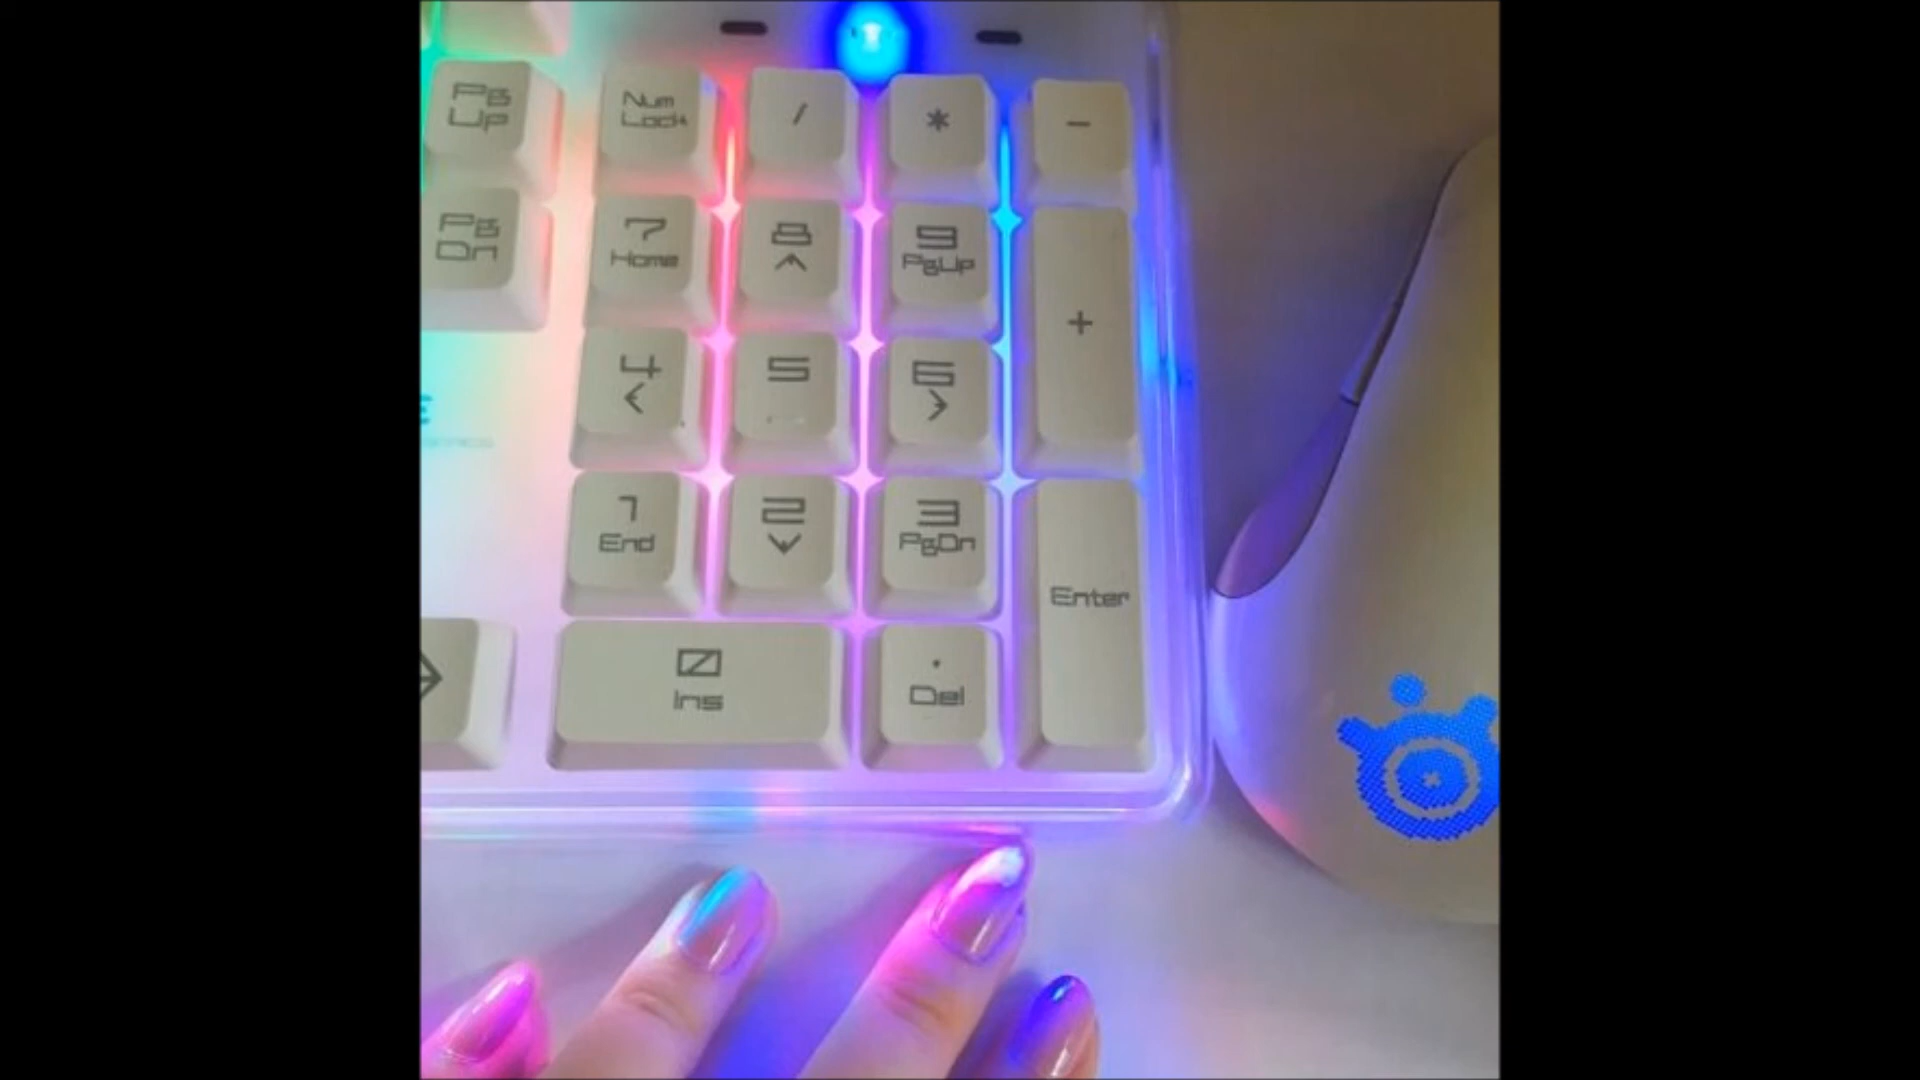 Pg
Up
Num
Lock
/
*
-
Pg
Dn
7
Home
8
9
PgUp
+
4
5
6
1
End
2
3
PgDn
Enter
0
Ins
.
Del